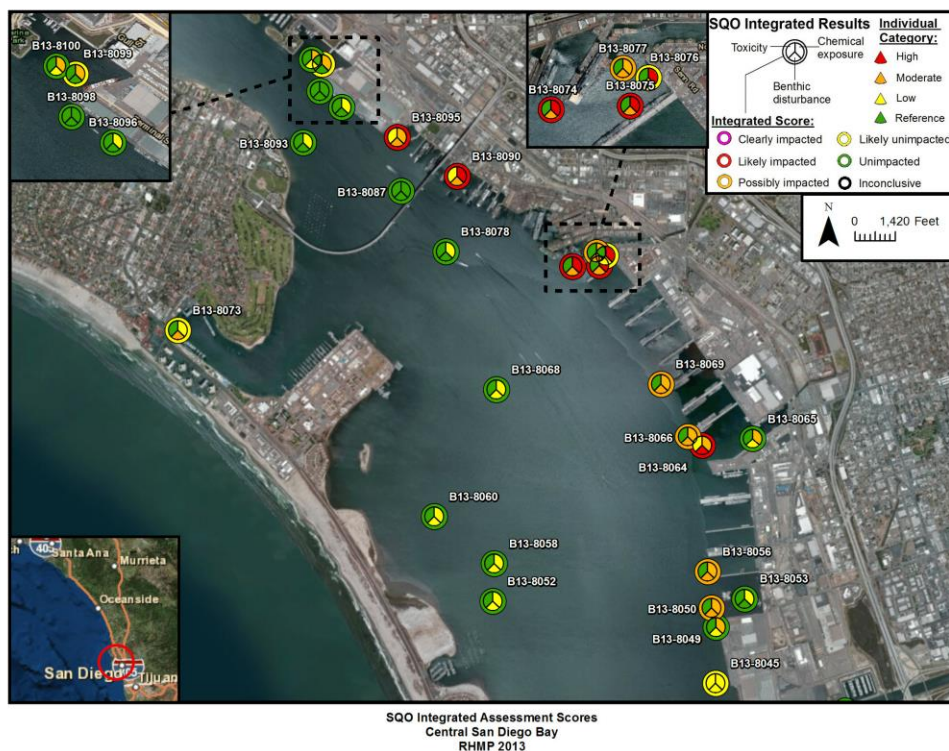 B13-8100
B13-8099
B13-8098
B13-8096
B13-8077
B13-8076
B13-8074
B13-8075
SQO Integrated Results
Toxicity
Chemical
exposure
Benthic
disturbance
Individual
Category:
High
Moderate
Low
Reference
Integrated Score:
Clearly impacted
Likely unimpacted
Likely impacted
Unimpacted
Possibly impacted
Inconclusive
N
0 1,420 Feet
B13-8095
B13-8093
B13-8090
B13-8087
B13-8078
B13-8073
B13-8069
B13-8068
B13-8066
B13-8065
B13-8064
B13-8060
B13-8058
B13-8056
B13-8053
B13-8052
B13-8050
B13-8049
B13-8045
Santa Ana
Murrieta
Oceanside
San Diego
SQO Integrated Assessment Scores
Central San Diego Bay
RHMP 2013